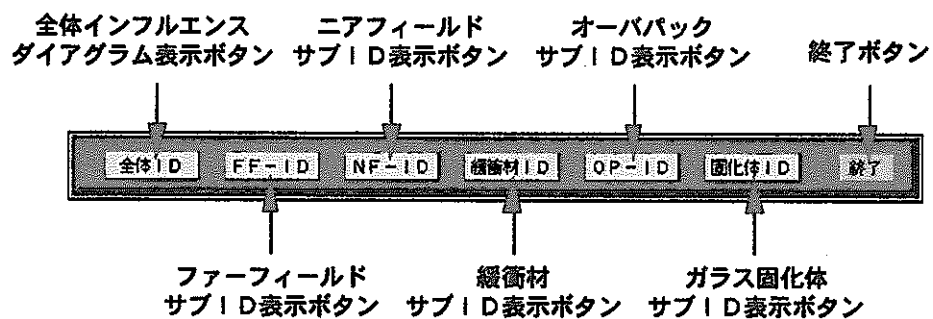 全体インフルエンス
ダイアグラム表示ボタン
ニアフィールド
サブID表示ボタン
オーバパック
サブID表示ボタン
終了ボタン
全体ID
FF-ID
NF-ID
緩衝材ID
OP-ID
固化体ID
終了
ファーフィールド
サブID表示ボタン
緩衝材
サブID表示ボタン
ガラス固化体
サブID表示ボタン